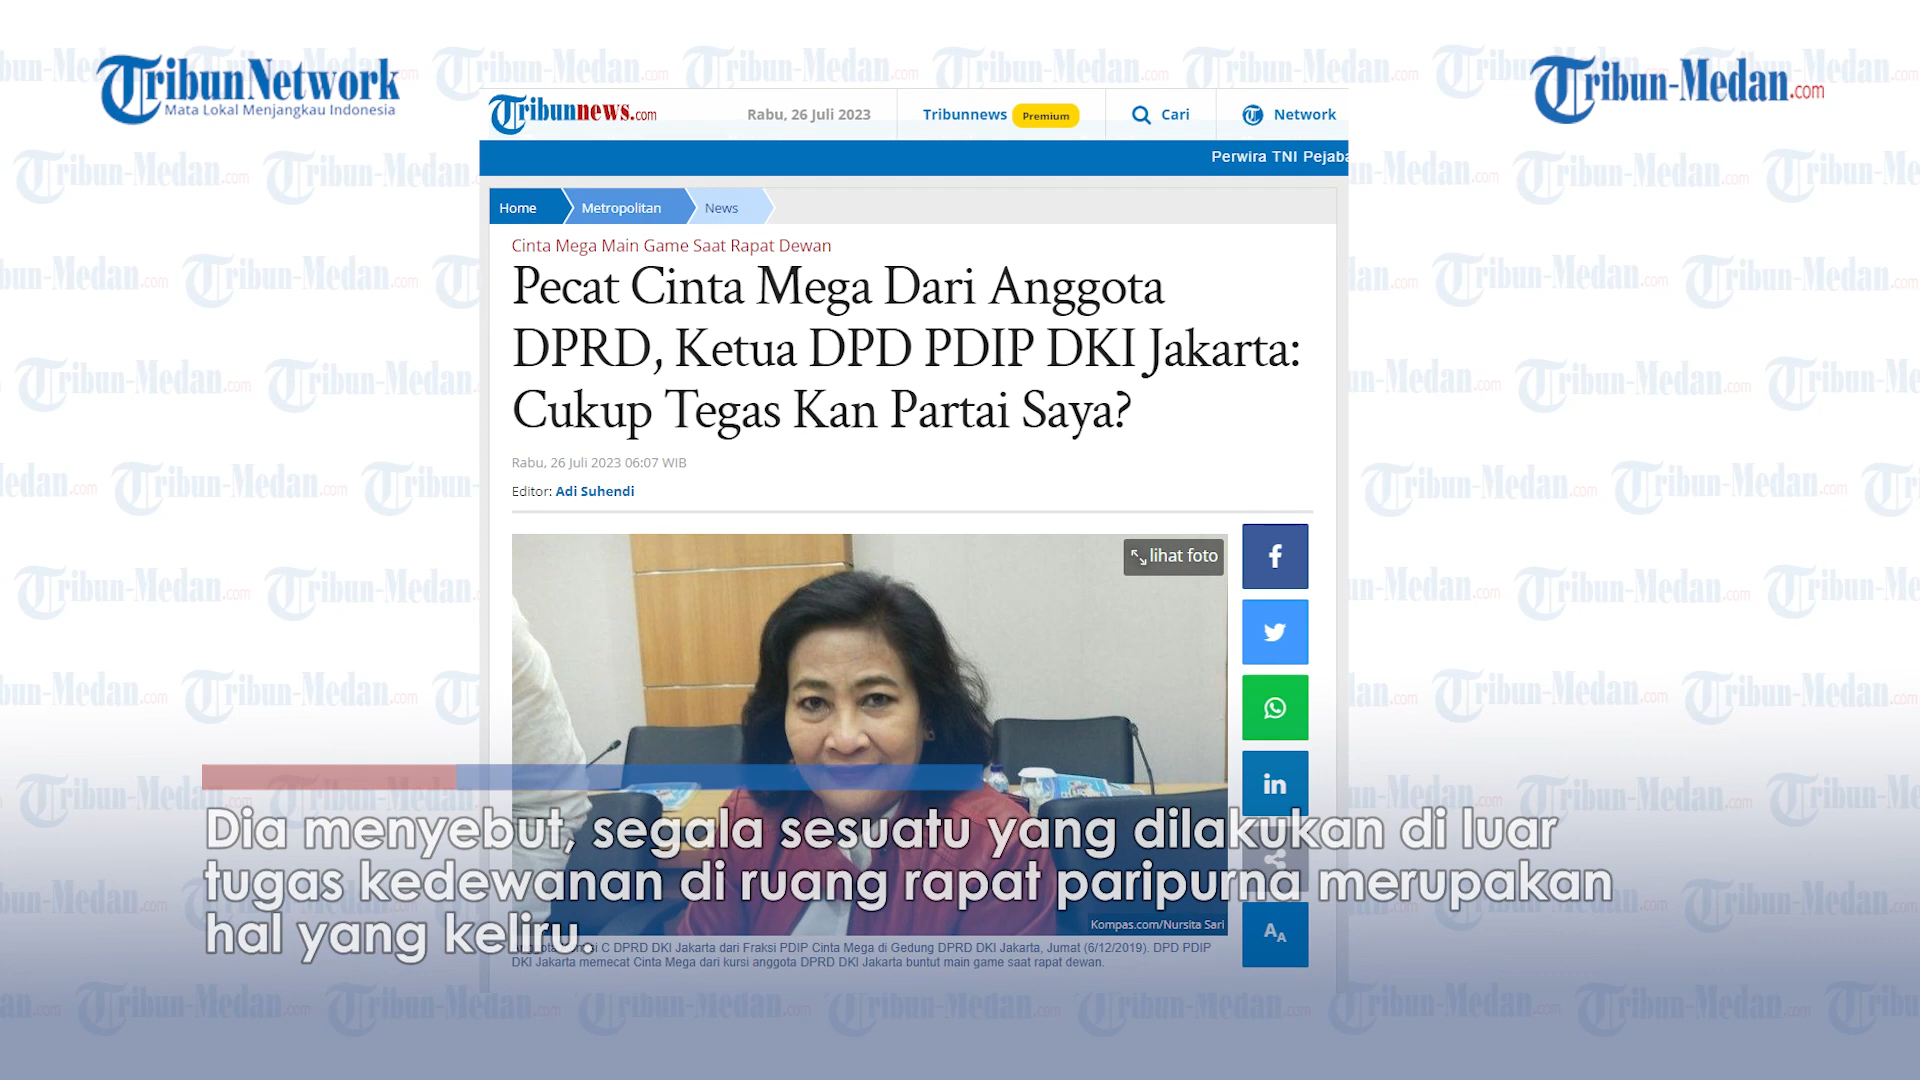 TribunNetwork
Mata Lokal Menjangkau Indonesia
Tribun-Medan.com
Tribunnews.com
Rabu, 26 Juli 2023
Tribunnews Premium
Cari
Network
Perwira TNI Pejaba
Home
Metropolitan
News
Cinta Mega Main Game Saat Rapat Dewan
Pecat Cinta Mega Dari Anggota
DPRD, Ketua DPD PDIP DKI Jakarta:
Cukup Tegas Kan Partai Saya?
Rabu, 26 Juli 2023 06:07 WIB
Editor: Adi Suhendi
lihat foto
Kompas.com/Nursita Sari
C DPRD DKI Jakarta dari Fraksi PDIP Cinta Mega di Gedung DPRD DKI Jakarta, Jumat (6/12/2019). DPD PDIP
DKI Jakarta memecat Cinta Mega dari kursi anggota DPRD DKI Jakarta buntut main game saat rapat dewan.
AA
Dia menyebut, segala sesuatu yang dilakukan di luar
tugas kedewanan di ruang rapat paripurna merupakan
hal yang keliru.